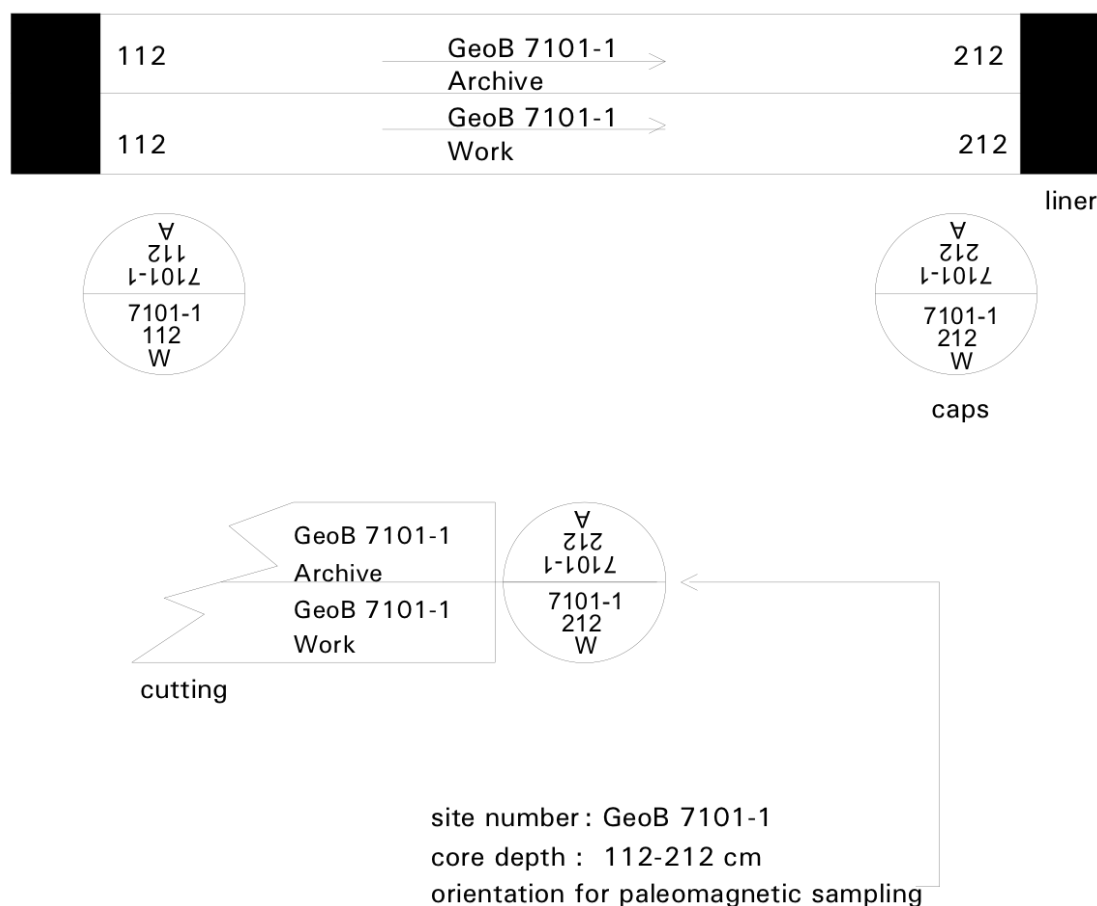 112 GeoB 7101-1 212
Archive
GeoB 7101-1
112 Work 212
liner
A
112
7101-1
7101-1
112
W
A
212
7101-1
7101-1
212
W
caps
GeoB 7101-1
Archive
GeoB 7101-1
Work
A
212
7101-1
7101-1
212
W
cutting
site number : GeoB 7101-1
core depth : 112-212 cm
orientation for paleomagnetic sampling